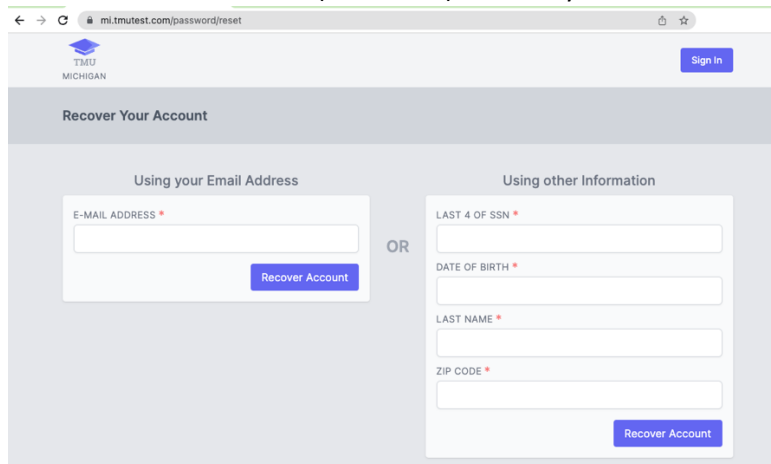 mi.tmutest.com/password/reset
TMU
MICHIGAN
Sign In
Recover Your Account
Using your Email Address
E-MAIL ADDRESS *
Recover Account
OR
Using other Information
LAST 4 OF SSN *
DATE OF BIRTH *
LAST NAME *
ZIP CODE *
Recover Account